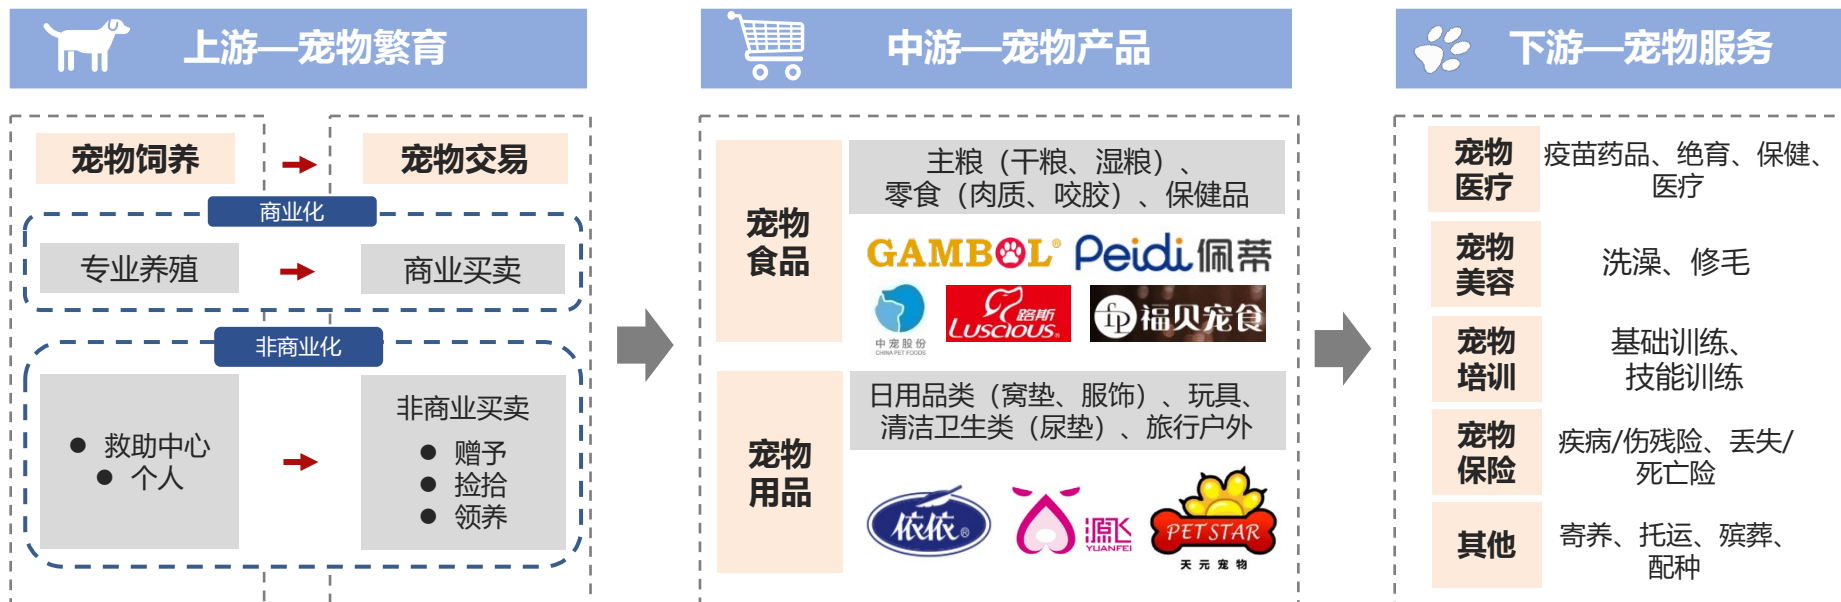 上游—宠物繁育
宠物饲养
宠物交易
商业化
专业养殖
商业买卖
非商业化
● 救助中心
● 个人
非商业买卖
● 赠予
● 捡拾
● 领养
中游—宠物产品
宠物
食品
主粮（干粮、湿粮）、
零食（肉质、咬胶）、保健品
GAMBOL®
Peidi佩蒂
中宠股份
CHINA PET FOODS
路斯
LUSCIOUS®
fp福贝宠食
宠物
用品
日用品类（窝垫、服饰）、玩具、
清洁卫生类（尿垫）、旅行户外
依依®
源飞
YUANFEI
PETSTAR
天元宠物
下游—宠物服务
宠物
医疗
疫苗药品、绝育、保健、
医疗
宠物
美容
洗澡、修毛
宠物
培训
基础训练、
技能训练
宠物
保险
疾病/伤残险、丢失/
死亡险
其他
寄养、托运、殡葬、
配种